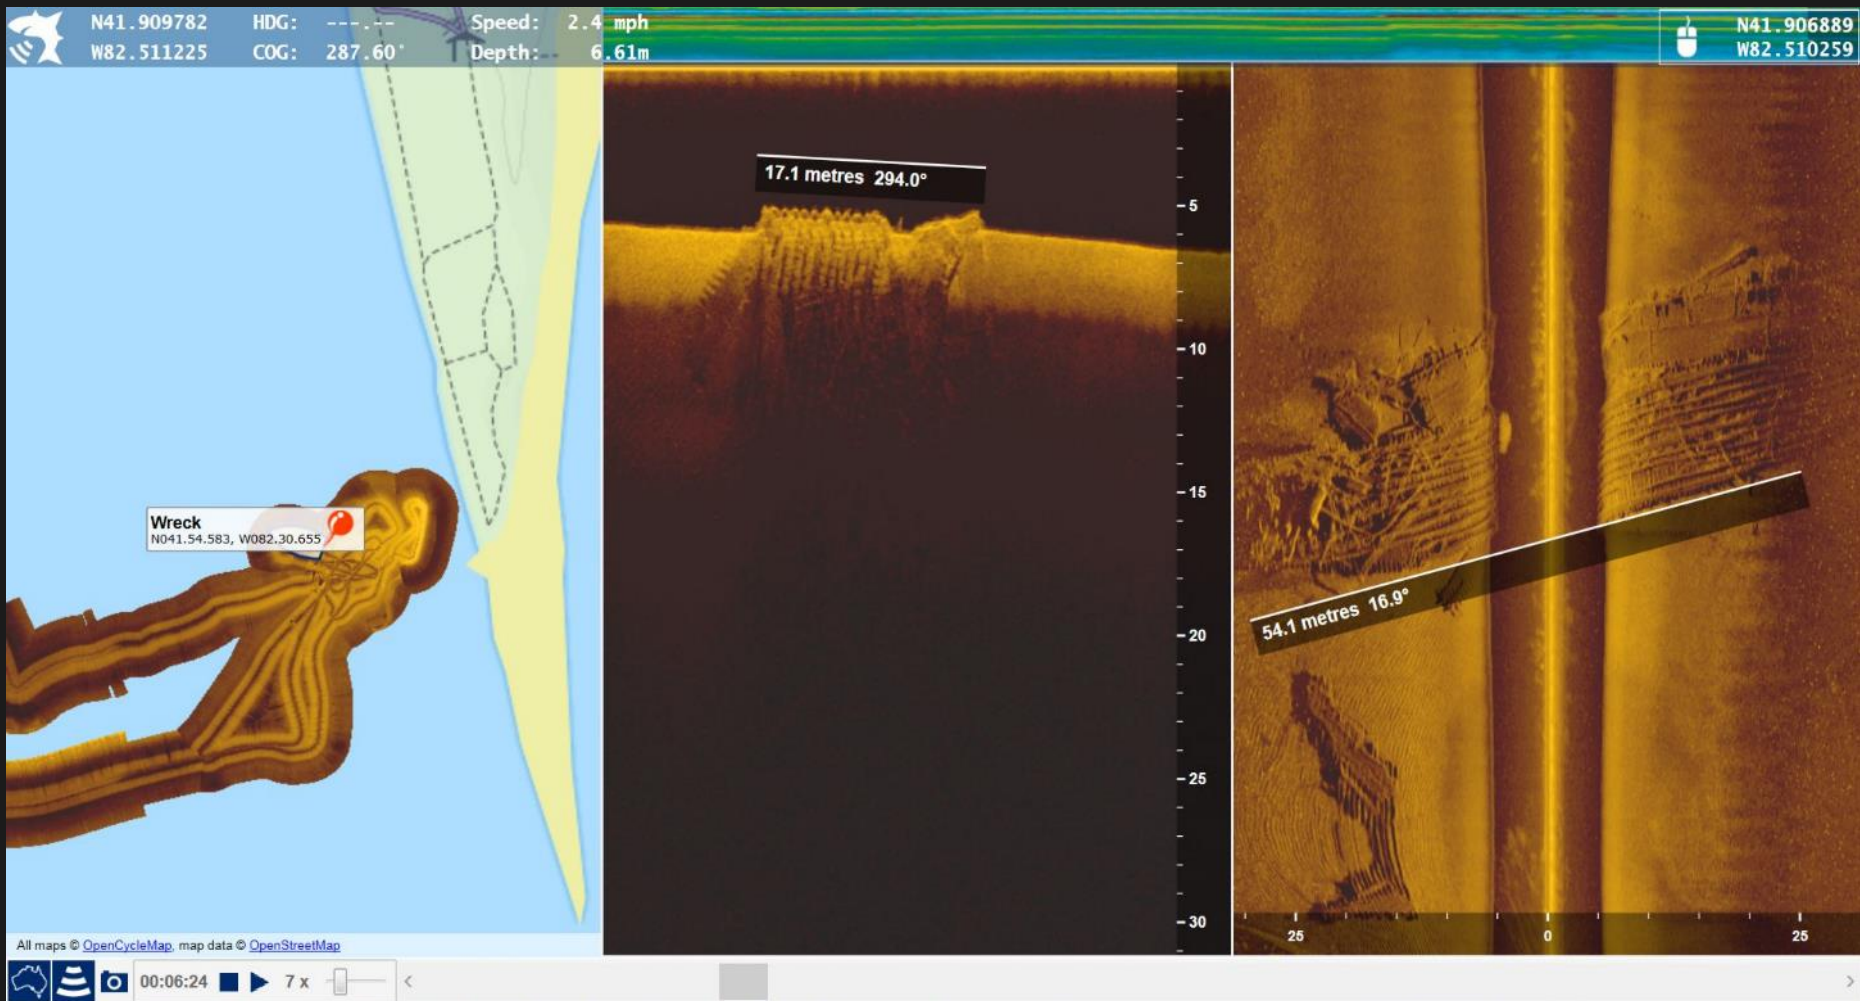 N41.909782 HDG: ---.-- Speed: 2.4 mph
W82.511225 COG: 287.60° Depth:-- 6.61m
N41.906889
W82.510259
17.1 metres 294.0°
5
10
15
20
25
30
Wreck
N041.54.583, W082.30.655
54.1 metres 16.9°
25 0 25
All maps © OpenCycleMap, map data © OpenStreetMap
00:06:24 7 x